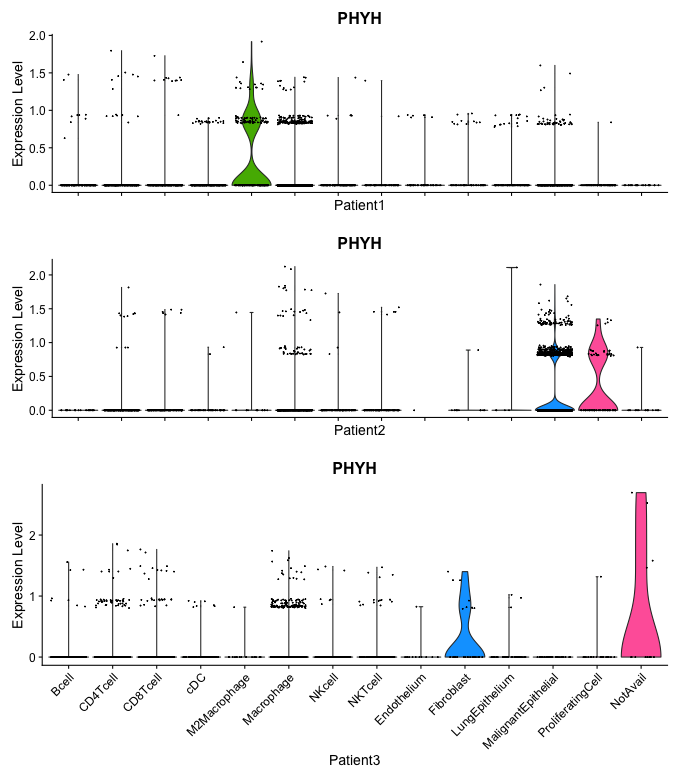 PHYH
Expression Level
2.0
1.5
1.0
0.5
0.0
Patient1
PHYH
Expression Level
2.0
1.5
1.0
0.5
0.0
Patient2
PHYH
Expression Level
2
1
0
Bcell
CD4Tcell
CD8Tcell
cDC
M2Macrophage
Macrophage
NKcell
NKTcell
Endothelium
Fibroblast
LungEpithelium
MalignantEpithelial
ProliferatingCell
NotAvail
Patient3